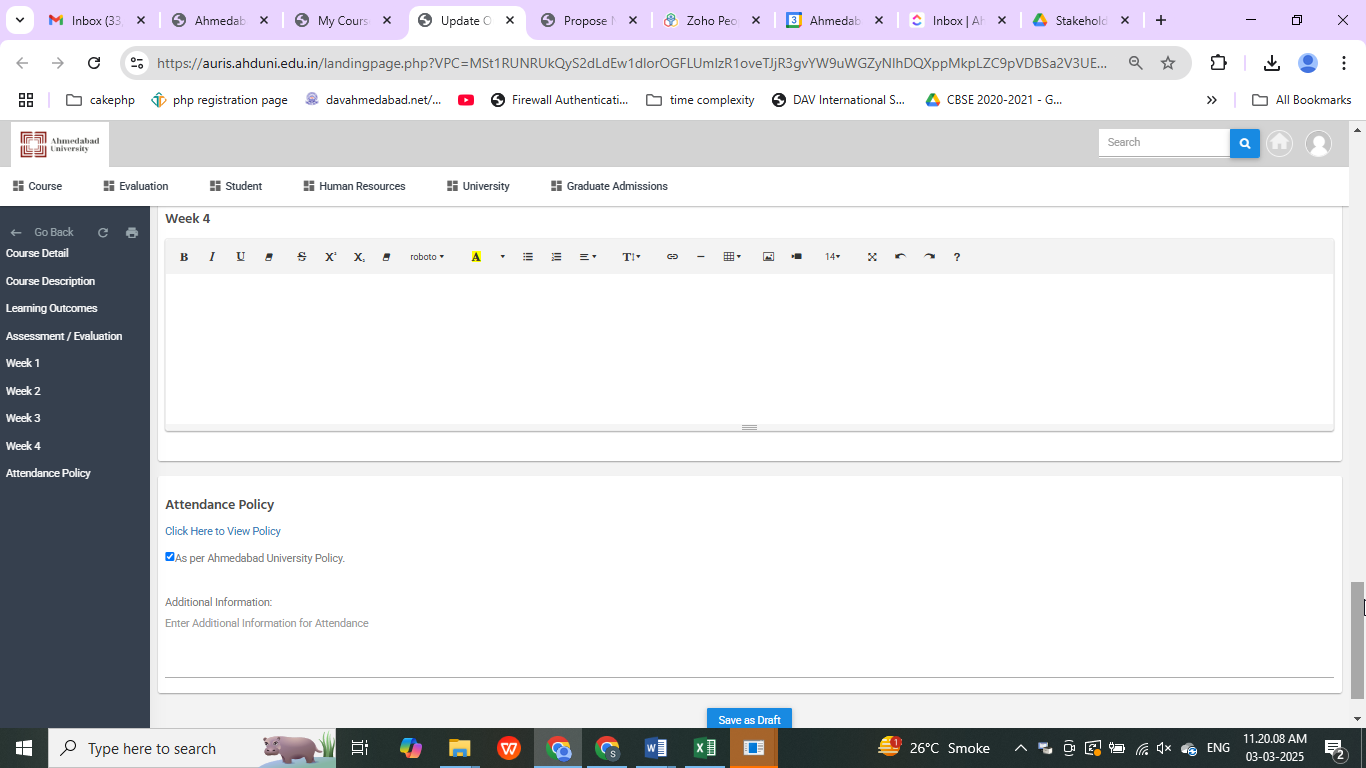 Inbox (33
Ahmedab
My Cours
Update O
Propose N
Zoho Peo
Ahmedab
Inbox | Ah
Stakehold
https://auris.ahduni.edu.in/landingpage.php?
cakephp
php registration page
davahmedabad.net/...
Firewall Authenticati...
time complexity
DAV International S...
CBSE 2020-2021 - G...
All Bookmarks
Ahmedabad
University
Search
Course
Evaluation
Student
Human Resources
University
Graduate Admissions
Go Back
Course Detail
Course Description
Learning Outcomes
Assessment / Evaluation
Week 1
Week 2
Week 3
Week 4
Attendance Policy
Week 4
B I U S X² X₂ roboto A T 14 ?
Attendance Policy
Click Here to View Policy
As per Ahmedabad University Policy.
Additional Information:
Enter Additional Information for Attendance
Save as Draft
Type here to search
26°C Smoke
ENG
11.20.08 AM
03-03-2025
2